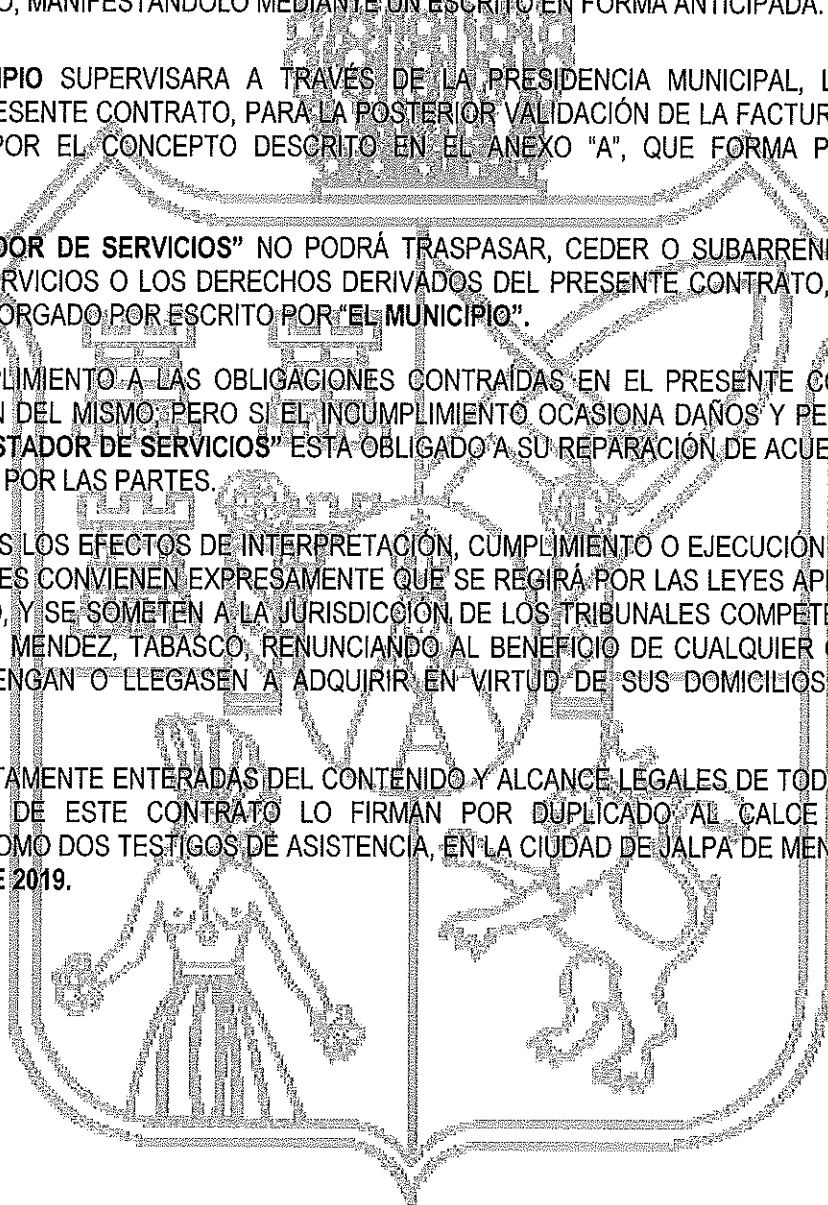 O, MANIFESTÁNDOLO MEDIANTE UN ESCRITO EN FORMA ANTICIPADA.
IPIO SUPERVISARA A TRAVÉS DE LA PRESIDENCIA MUNICIPAL, L
ESENTE CONTRATO, PARA LA POSTERIOR VALIDACIÓN DE LA FACTUR
POR EL CONCEPTO DESCRITO EN EL ANEXO "A", QUE FORMA P
DOR DE SERVICIOS" NO PODRÁ TRASPASAR, CEDER O SUBARREN
RVICIOS O LOS DERECHOS DERIVADOS DEL PRESENTE CONTRATO,
ORGADO POR ESCRITO POR "EL MUNICIPIO".
PLIMIENTO A LAS OBLIGACIONES CONTRAÍDAS EN EL PRESENTE CO
N DEL MISMO; PERO SI EL INCUMPLIMIENTO OCASIONA DAÑOS Y PE
STADOR DE SERVICIOS" ESTÁ OBLIGADO A SU REPARACIÓN DE ACUE
POR LAS PARTES.
S LOS EFECTOS DE INTERPRETACIÓN, CUMPLIMIENTO O EJECUCIÓN
ES CONVIENEN EXPRESAMENTE QUE SE REGIRÁ POR LAS LEYES API
O, Y SE SOMETEN A LA JURISDICCIÓN DE LOS TRIBUNALES COMPETE
MÉNDEZ, TABASCO, RENUNCIANDO AL BENEFICIO DE CUALQUIER
ENGAN O LLEGASEN A ADQUIRIR EN VIRTUD DE SUS DOMICILIOS
TAMENTE ENTERADAS DEL CONTENIDO Y ALCANCE LEGALES DE TOD
DE ESTE CONTRATO LO FIRMAN POR DUPLICADO AL CALCE
OMO DOS TESTIGOS DE ASISTENCIA, EN LA CIUDAD DE JALPA DE MEN
E 2019.